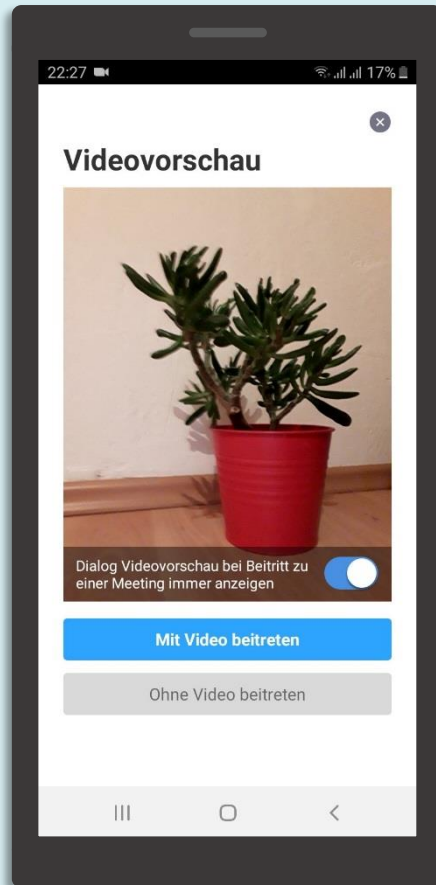 22:27 17%
Videovorschau
Dialog Videovorschau bei Beitritt zu
einer Meeting immer anzeigen
Mit Video beitreten
Ohne Video beitreten